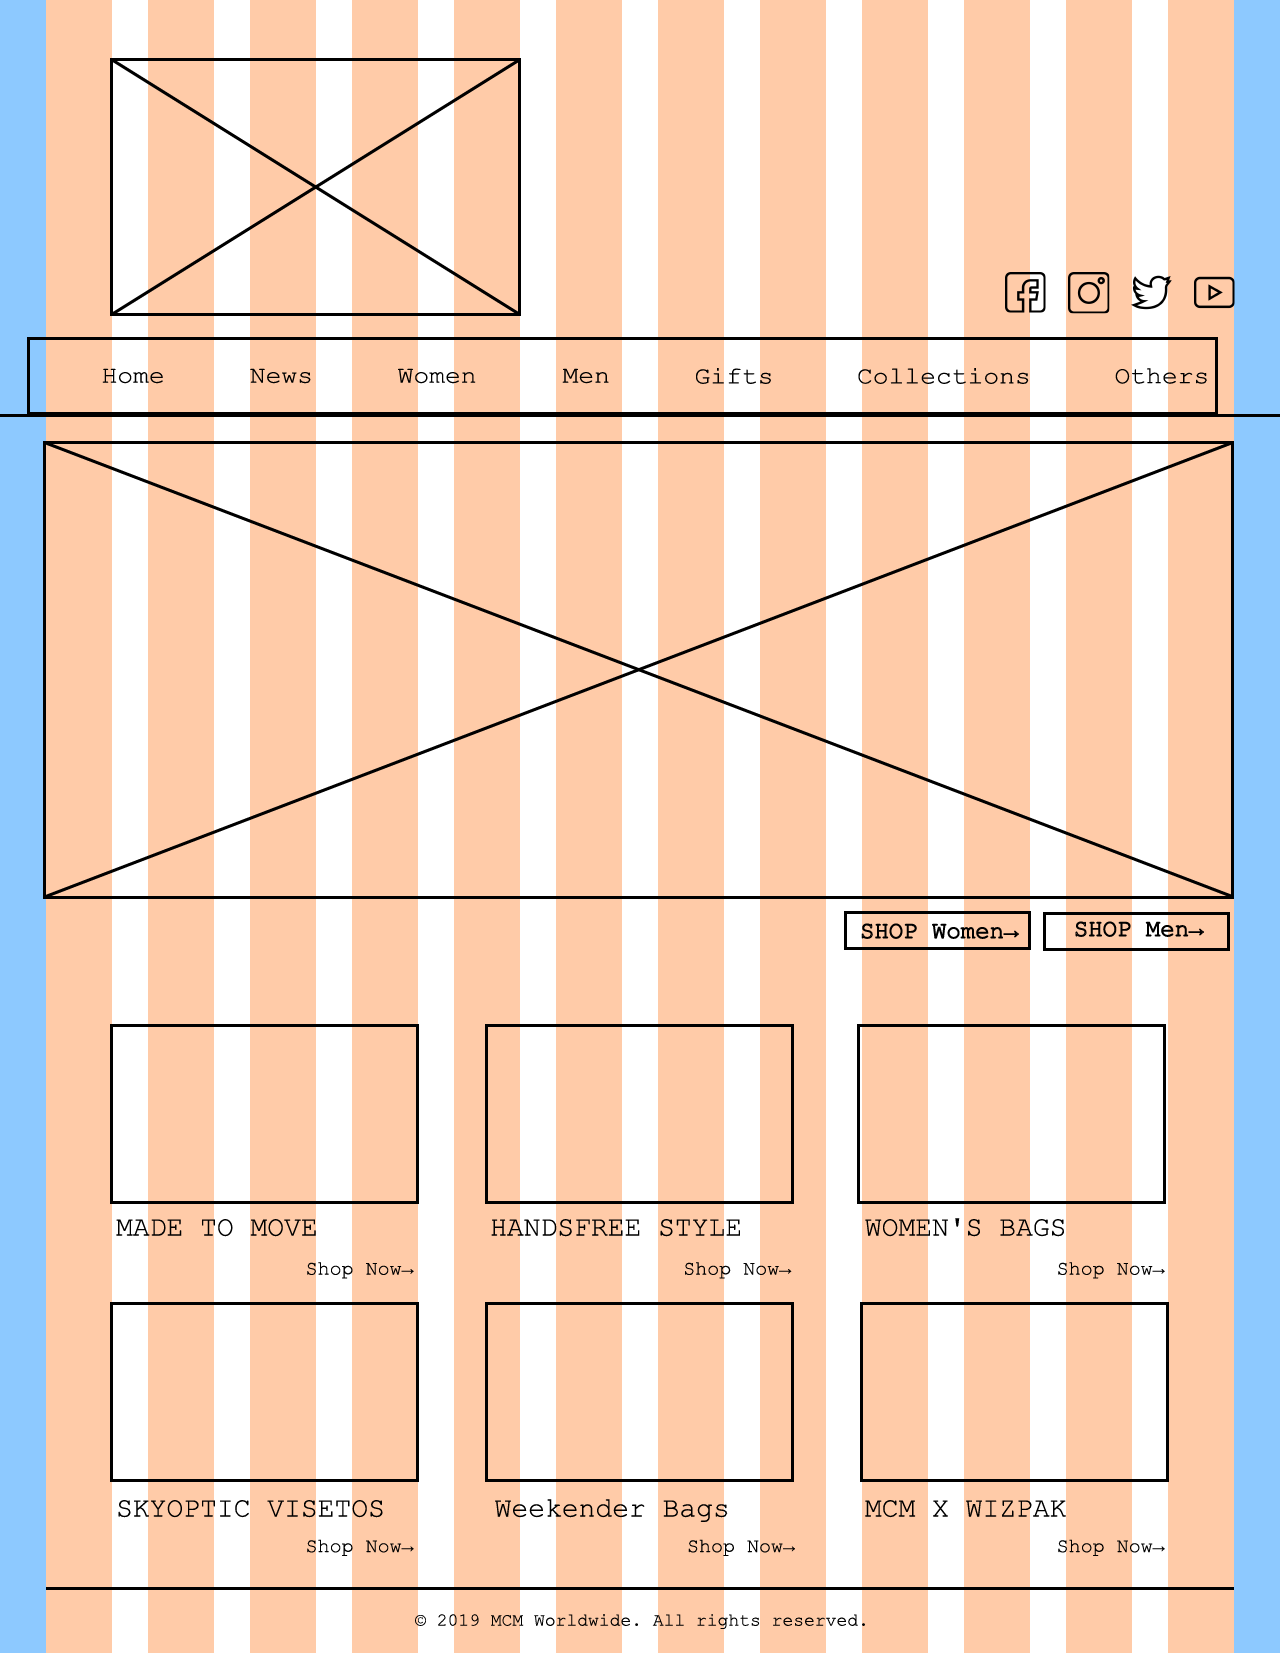 Home News Women Men Gifts Collections Others
SHOP Women→ SHOP Men→
MADE TO MOVE HANDSFREE STYLE WOMEN'S BAGS
Shop Now→ Shop Now→ Shop Now→
SKYOPTIC VISETOS Weekender Bags MCM X WIZPAK
Shop Now→ Shop Now→ Shop Now→
© 2019 MCM Worldwide. All rights reserved.